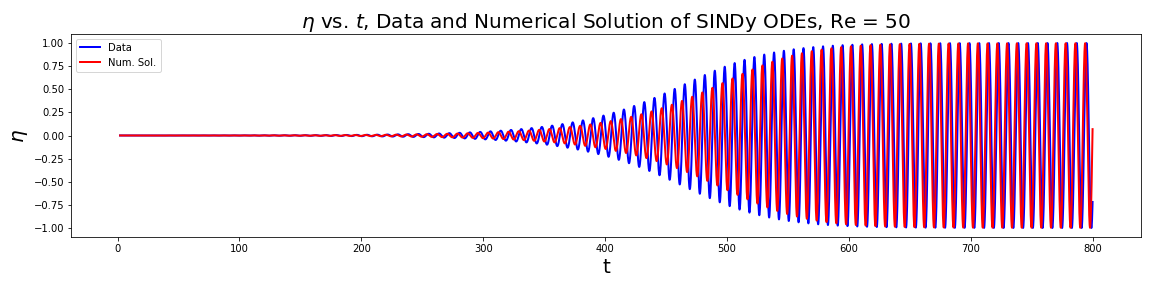 η vs. t, Data and Numerical Solution of SINDy ODEs, Re = 50
Data
Num. Sol.
η
1.00
0.75
0.50
0.25
0.00
−0.25
−0.50
−0.75
−1.00
0 100 200 300 400 500 600 700 800
t